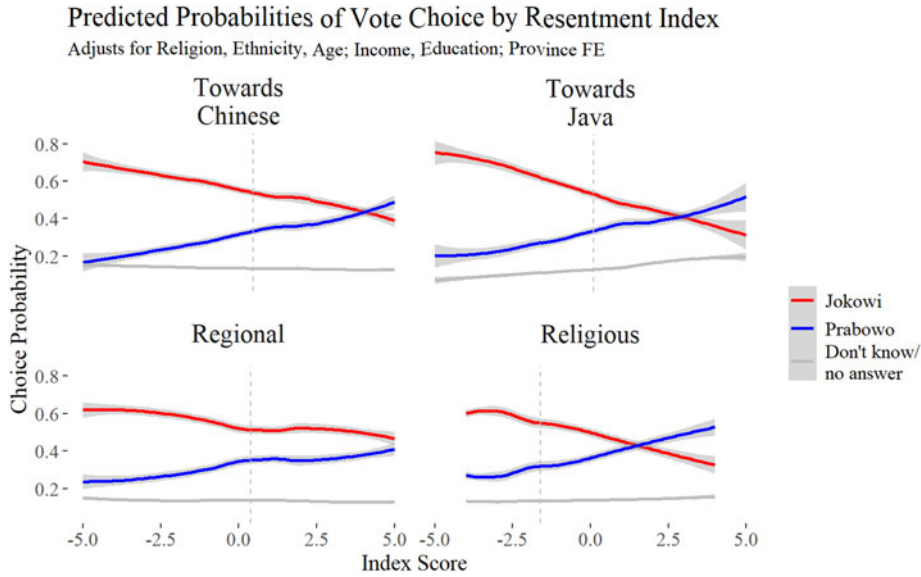 Predicted Probabilities of Vote Choice by Resentment Index
Adjusts for Religion, Ethnicity, Age; Income, Education; Province FE
Towards
Chinese
Towards
Java
0.8
0.6
0.4
0.2
Choice Probability
Jokowi
Prabowo
Don't know/
no answer
Regional
Religious
0.8
0.6
0.4
0.2
-5.0 -2.5 0.0 2.5 5.0 -5.0 -2.5 0.0 2.5 5.0
Index Score